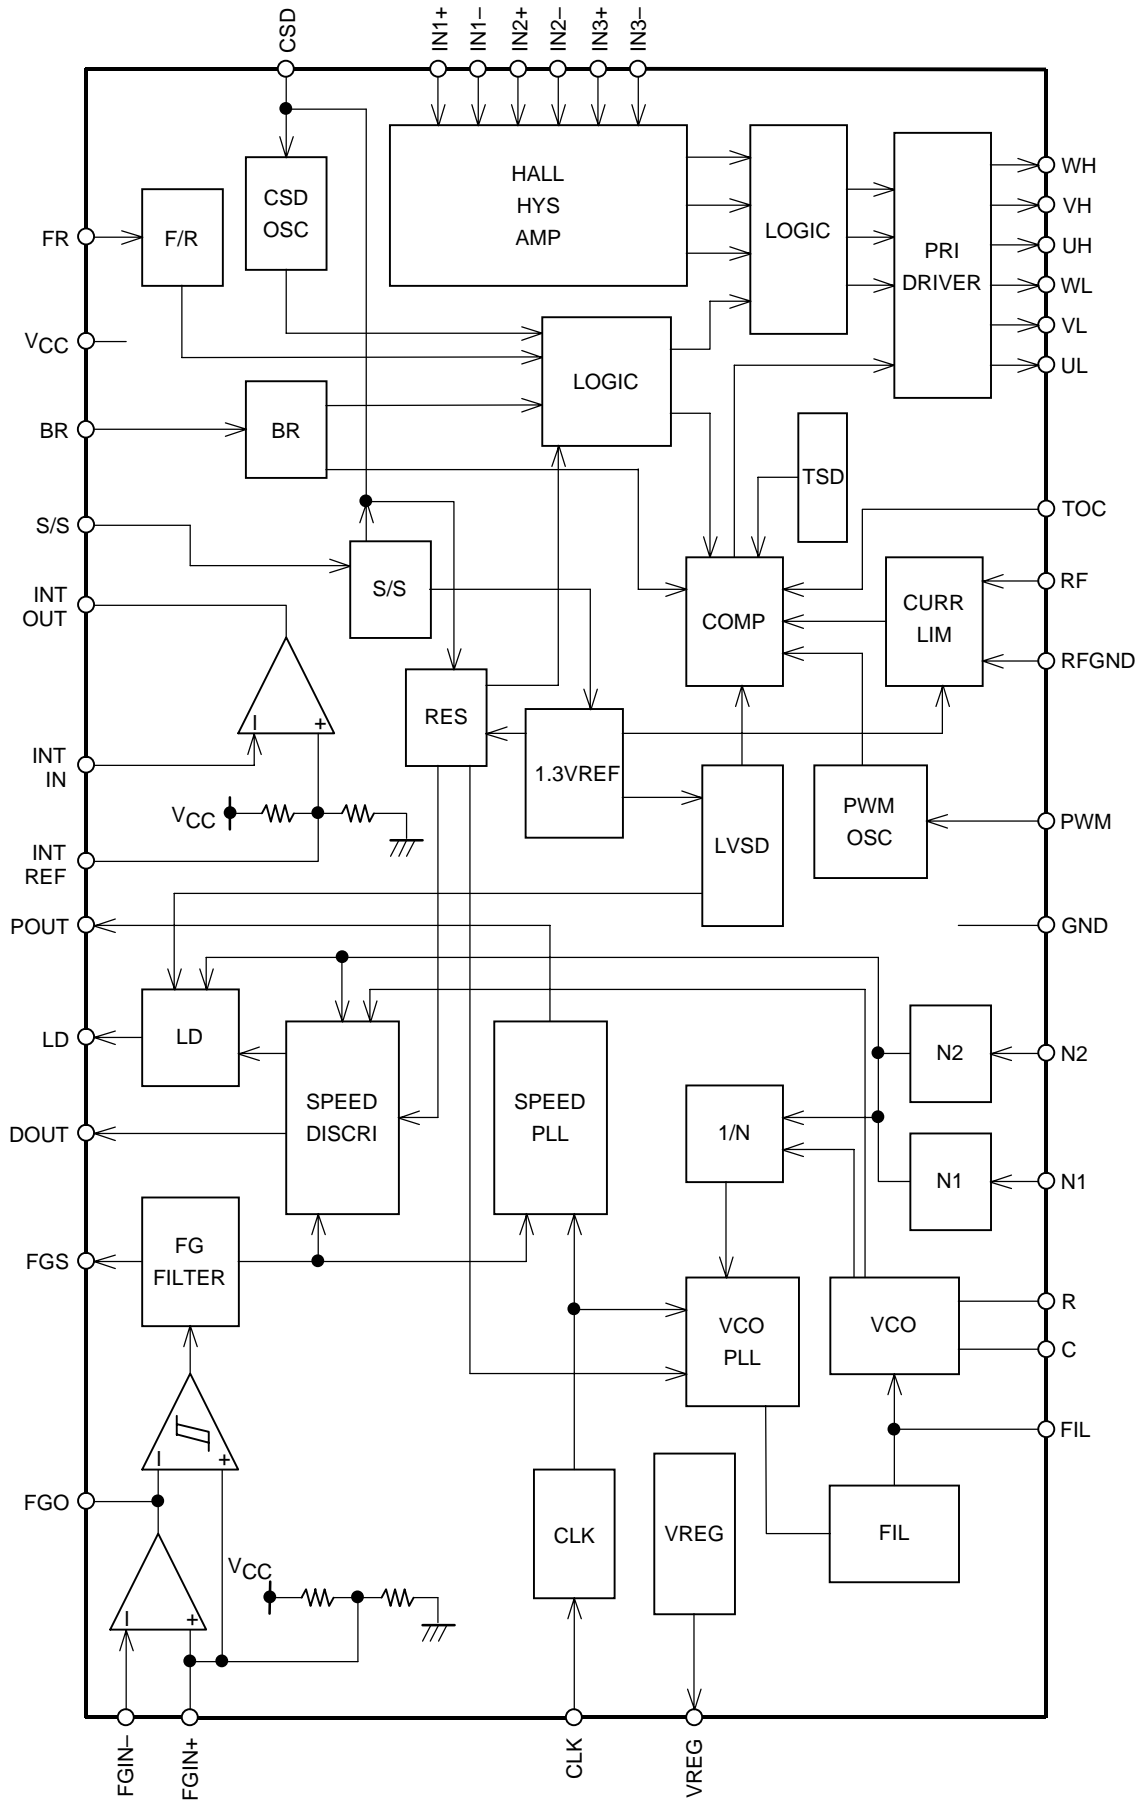 CSD
IN1+
IN1–
IN2+
IN2–
IN3+
IN3–
HALL
HYS
AMP
LOGIC
PRI
DRIVER
WH
VH
UH
WL
VL
UL
CSD
OSC
FR
F/R
VCC
LOGIC
BR
BR
TSD
TOC
S/S
S/S
INT
OUT
COMP
CURR
LIM
RF
RFGND
RES
1.3VREF
INT
IN
–
+
VCC
LVSD
PWM
OSC
PWM
INT
REF
POUT
GND
LD
LD
SPEED
DISCRI
SPEED
PLL
N2
N2
1/N
DOUT
N1
N1
FGS
FG
FILTER
VCO
PLL
VCO
R
C
FIL
–
+
FGO
CLK
VREG
FIL
VCC
–
+
FGIN–
FGIN+
CLK
VREG